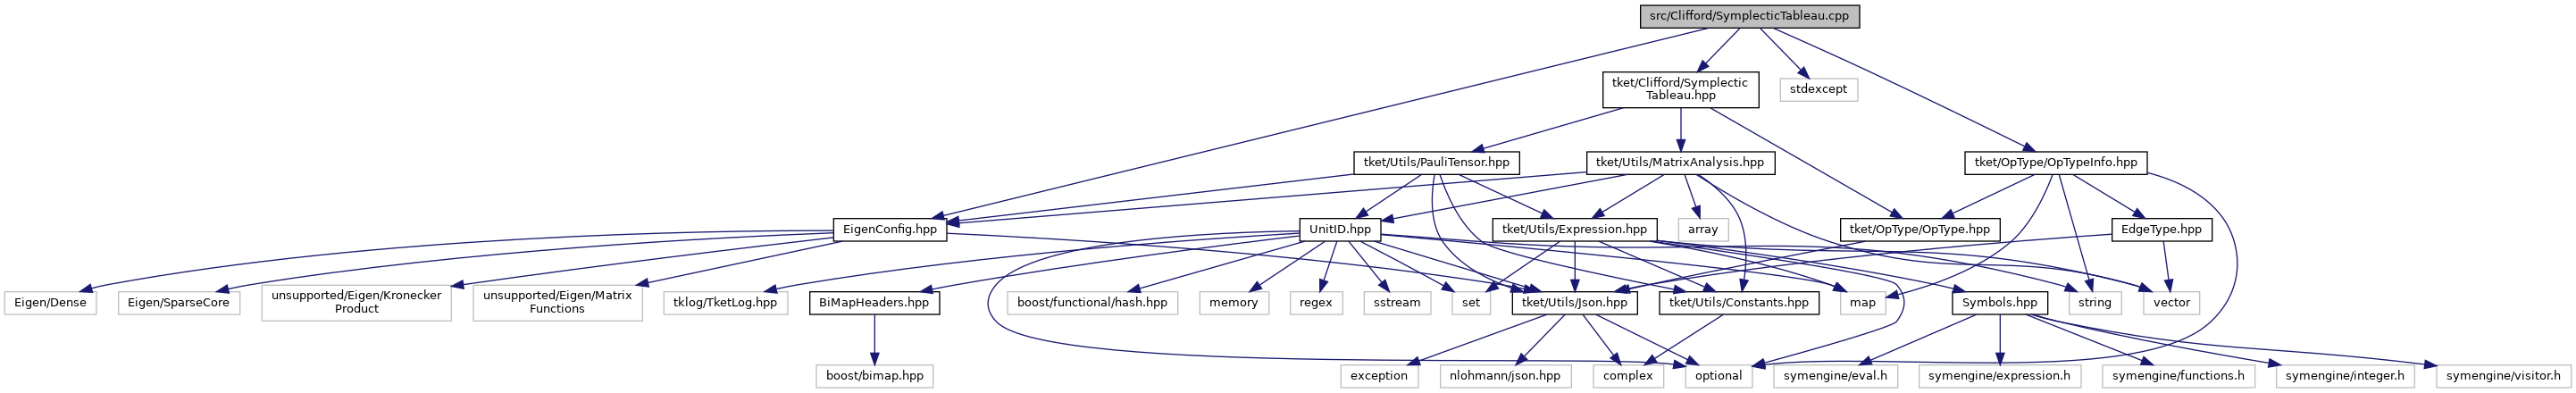 src/Clifford/SymplecticTableau.cpp
tket/Clifford/Symplectic
Tableau.hpp
stdexcept
tket/Utils/PauliTensor.hpp
tket/Utils/MatrixAnalysis.hpp
tket/OpType/OpTypeInfo.hpp
EigenConfig.hpp
UnitID.hpp
tket/Utils/Expression.hpp
array
tket/OpType/OpType.hpp
EdgeType.hpp
Eigen/Dense
Eigen/SparseCore
unsupported/Eigen/Kronecker
Product
unsupported/Eigen/Matrix
Functions
tklog/TketLog.hpp
BiMapHeaders.hpp
boost/functional/hash.hpp
memory
regex
sstream
set
tket/Utils/Json.hpp
tket/Utils/Constants.hpp
map
Symbols.hpp
string
vector
boost/bimap.hpp
exception
nlohmann/json.hpp
complex
optional
symengine/eval.h
symengine/expression.h
symengine/functions.h
symengine/integer.h
symengine/visitor.h